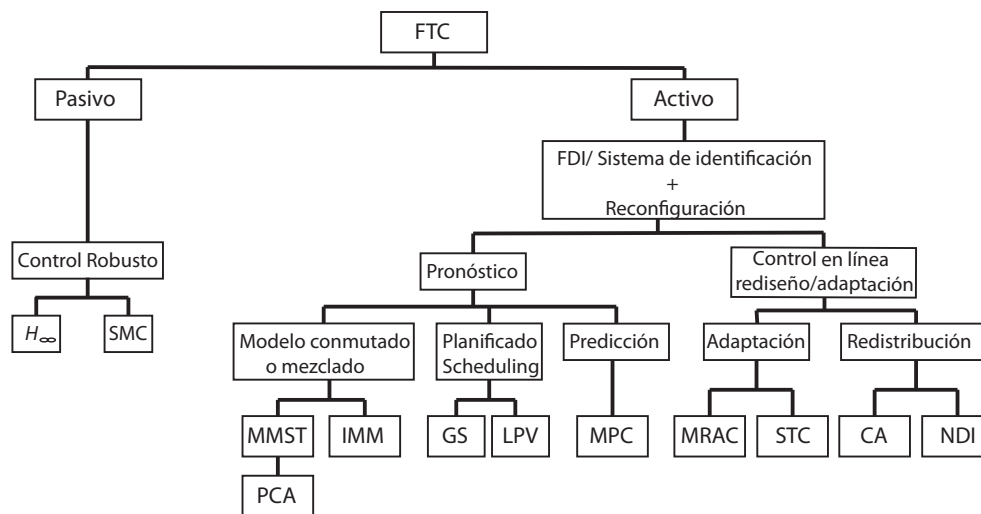 FTC
Pasivo
Activo
FDI/ Sistema de identificación
+
Reconfiguración
Control Robusto
Pronóstico
Control en línea
rediseño/adaptación
H∞
SMC
Modelo conmutado
o mezclado
Planificado
Scheduling
Predicción
Adaptación
Redistribución
MMST
IMM
GS
LPV
MPC
MRAC
STC
CA
NDI
PCA